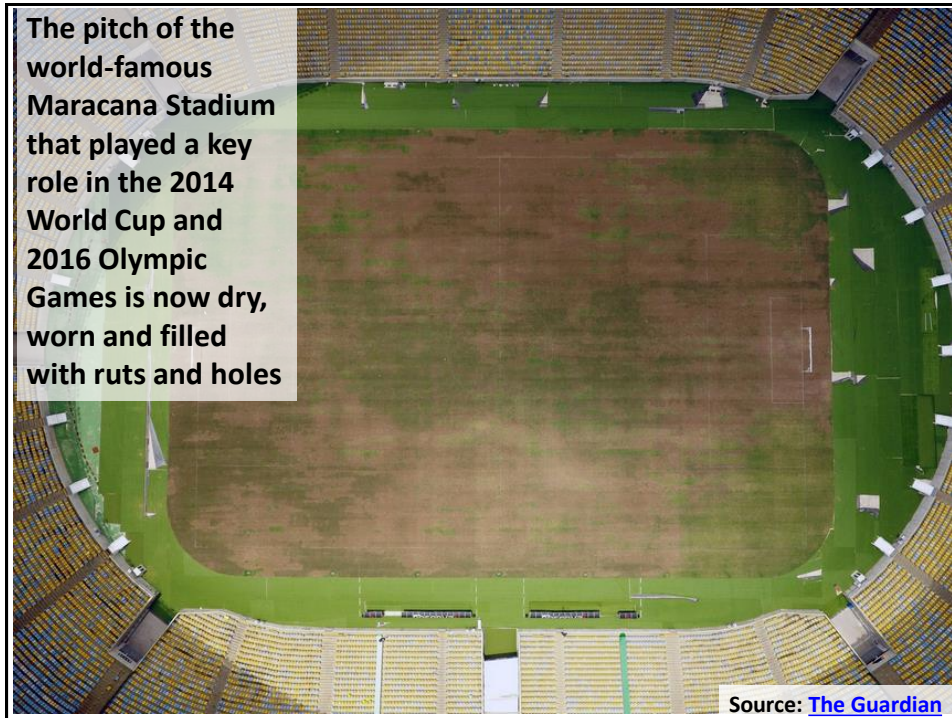 The pitch of the
world-famous
Maracana Stadium
that played a key
role in the 2014
World Cup and
2016 Olympic
Games is now dry,
worn and filled
with ruts and holes
Source: The Guardian